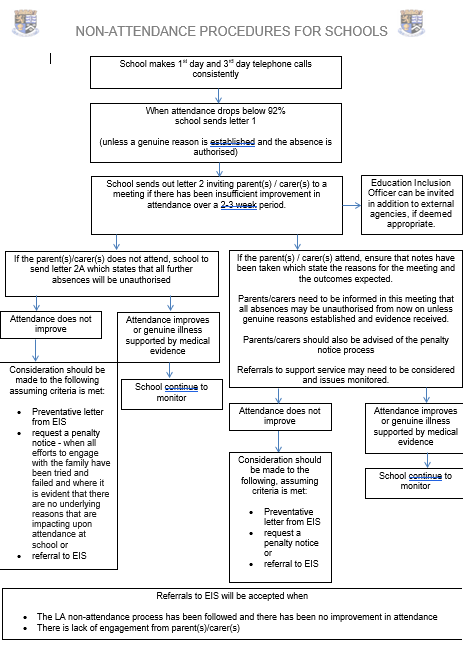 NON-ATTENDANCE PROCEDURES FOR SCHOOLS
School makes 1st day and 3rd day telephone calls
consistently
When attendance drops below 92%
school sends letter 1
(unless a genuine reason is established and the absence is
authorised)
School sends out letter 2 inviting parent(s) / carer(s) to a
meeting if there has been insufficient improvement in
attendance over a 2-3 week period.
Education Inclusion
Officer can be invited
in addition to external
agencies, if deemed
appropriate.
If the parent(s)/carer(s) does not attend, school to
send letter 2A which states that all further
absences will be unauthorised
If the parent(s) / carer(s) attend, ensure that notes have
been taken which state the reasons for the meeting and
the outcomes expected.
Parents/carers need to be informed in this meeting that
all absences may be unauthorised from now on unless
genuine reasons established and evidence received.
Parents/carers should also be advised of the penalty
notice process
Referrals to support service may need to be considered
and issues monitored.
Attendance does not
improve
Attendance improves
or genuine illness
supported by medical
evidence
Consideration should be
made to the following
assuming criteria is met:
• Preventative letter
from EIS
• request a penalty
notice - when all
efforts to engage
with the family have
been tried and
failed and where it
is evident that there
are no underlying
reasons that are
impacting upon
attendance at
school or
• referral to EIS
School continue to
monitor
Attendance does not
improve
Attendance improves
or genuine illness
supported by medical
evidence
Consideration should
be made to the
following, assuming
criteria is met:
• Preventative
letter from EIS
• request a
penalty notice
or
• referral to EIS
School continue to
monitor
Referrals to EIS will be accepted when
• The LA non-attendance process has been followed and there has been no improvement in attendance
• There is lack of engagement from parent(s)/carer(s)